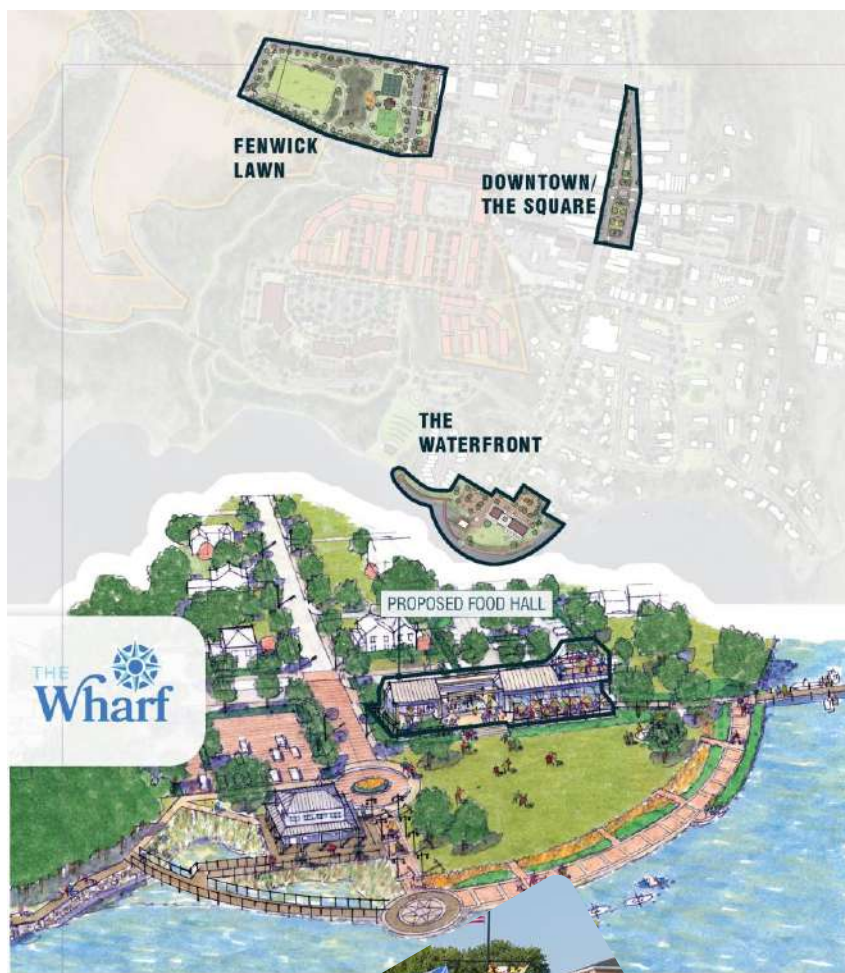 FENWICK
LAWN
DOWNTOWN/
THE SQUARE
THE
WATERFRONT
PROPOSED FOOD HALL
THE
Wharf